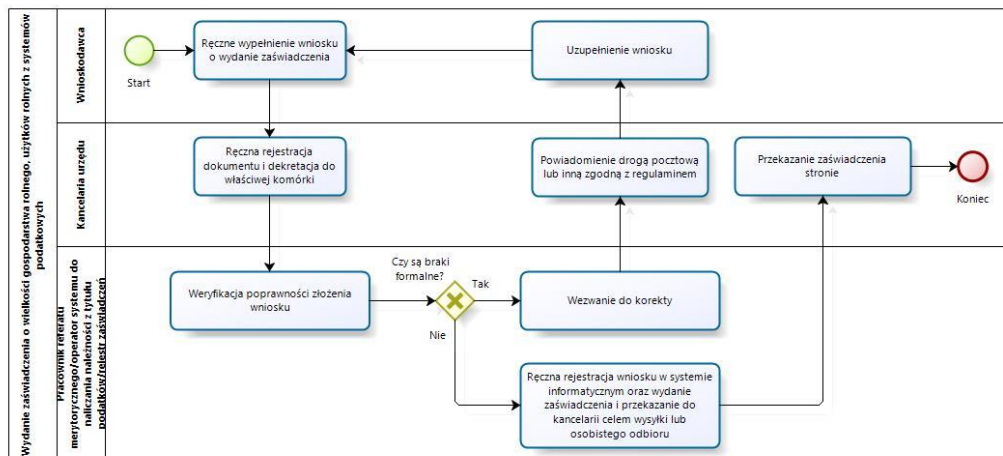 Wydanie zaświadczenia o wielkości gospodarstwa rolnego, użytków rolnych z systemów
podatkowych
Wnioskodawca
Start
Ręczne wypełnienie wniosku
o wydanie zaświadczenia
Uzupełnienie wniosku
Kancelaria urzędu
Ręczna rejestracja
dokumentu i dekretacja do
właściwej komórki
Powiadomienie drogą pocztową
lub inną zgodną z regulaminem
Przekazanie zaświadczenia
stronie
Koniec
Pracownik referatu
merytorycznego/operator systemu do
naliczania należności z tytułu
podatków/rejestr zaświadczeń
Weryfikacja poprawności złożenia
wniosku
Czy są braki
formalne?
Tak
Nie
Wezwanie do korekty
Ręczna rejestracja wniosku w systemie
informatycznym oraz wydanie
zaświadczenia i przekazanie do
kancelarii celem wysyłki lub
osobistego odbioru